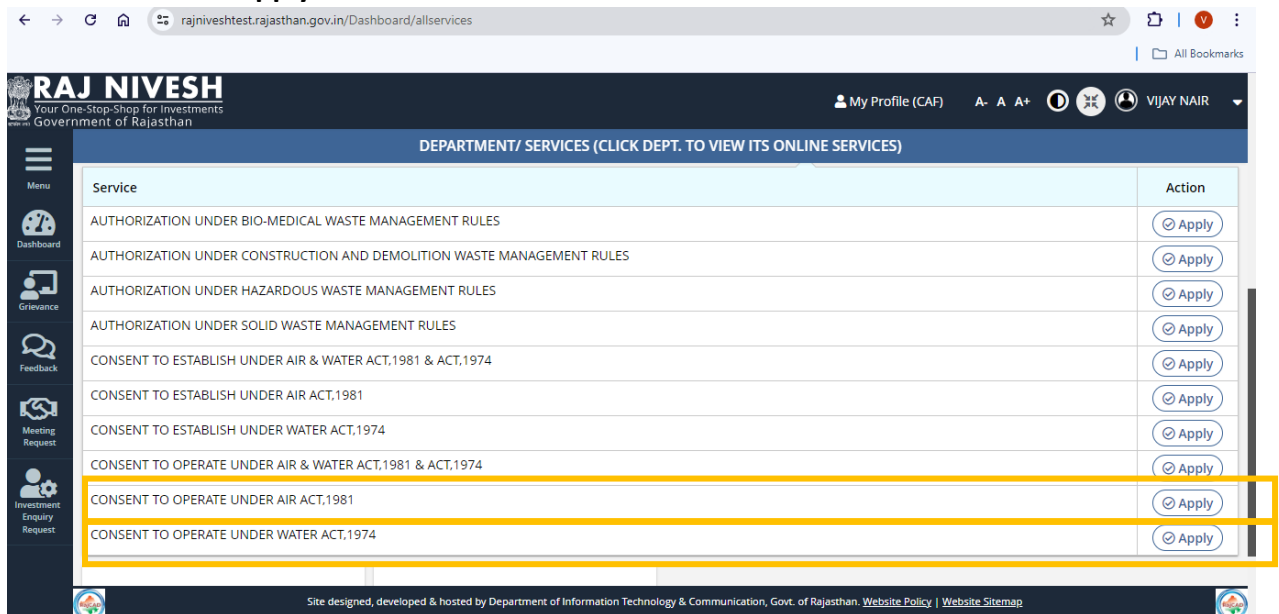 rajniveshtest.rajasthan.gov.in/Dashboard/allservices
V
All Bookmarks
RAJ NIVESH
Your One-Stop-Shop for Investments
Government of Rajasthan
My Profile (CAF) A- A A+ VIJAY NAIR
DEPARTMENT/ SERVICES (CLICK DEPT. TO VIEW ITS ONLINE SERVICES)
Menu
Dashboard
Grievance
Feedback
Meeting
Request
Investment
Enquiry
Request
Service Action
AUTHORIZATION UNDER BIO-MEDICAL WASTE MANAGEMENT RULES Apply
AUTHORIZATION UNDER CONSTRUCTION AND DEMOLITION WASTE MANAGEMENT RULES Apply
AUTHORIZATION UNDER HAZARDOUS WASTE MANAGEMENT RULES Apply
AUTHORIZATION UNDER SOLID WASTE MANAGEMENT RULES Apply
CONSENT TO ESTABLISH UNDER AIR & WATER ACT,1981 & ACT,1974 Apply
CONSENT TO ESTABLISH UNDER AIR ACT,1981 Apply
CONSENT TO ESTABLISH UNDER WATER ACT,1974 Apply
CONSENT TO OPERATE UNDER AIR & WATER ACT,1981 & ACT,1974 Apply
CONSENT TO OPERATE UNDER AIR ACT,1981 Apply
CONSENT TO OPERATE UNDER WATER ACT,1974 Apply
Site designed, developed & hosted by Department of Information Technology & Communication, Govt. of Rajasthan. Website Policy | Website Sitemap